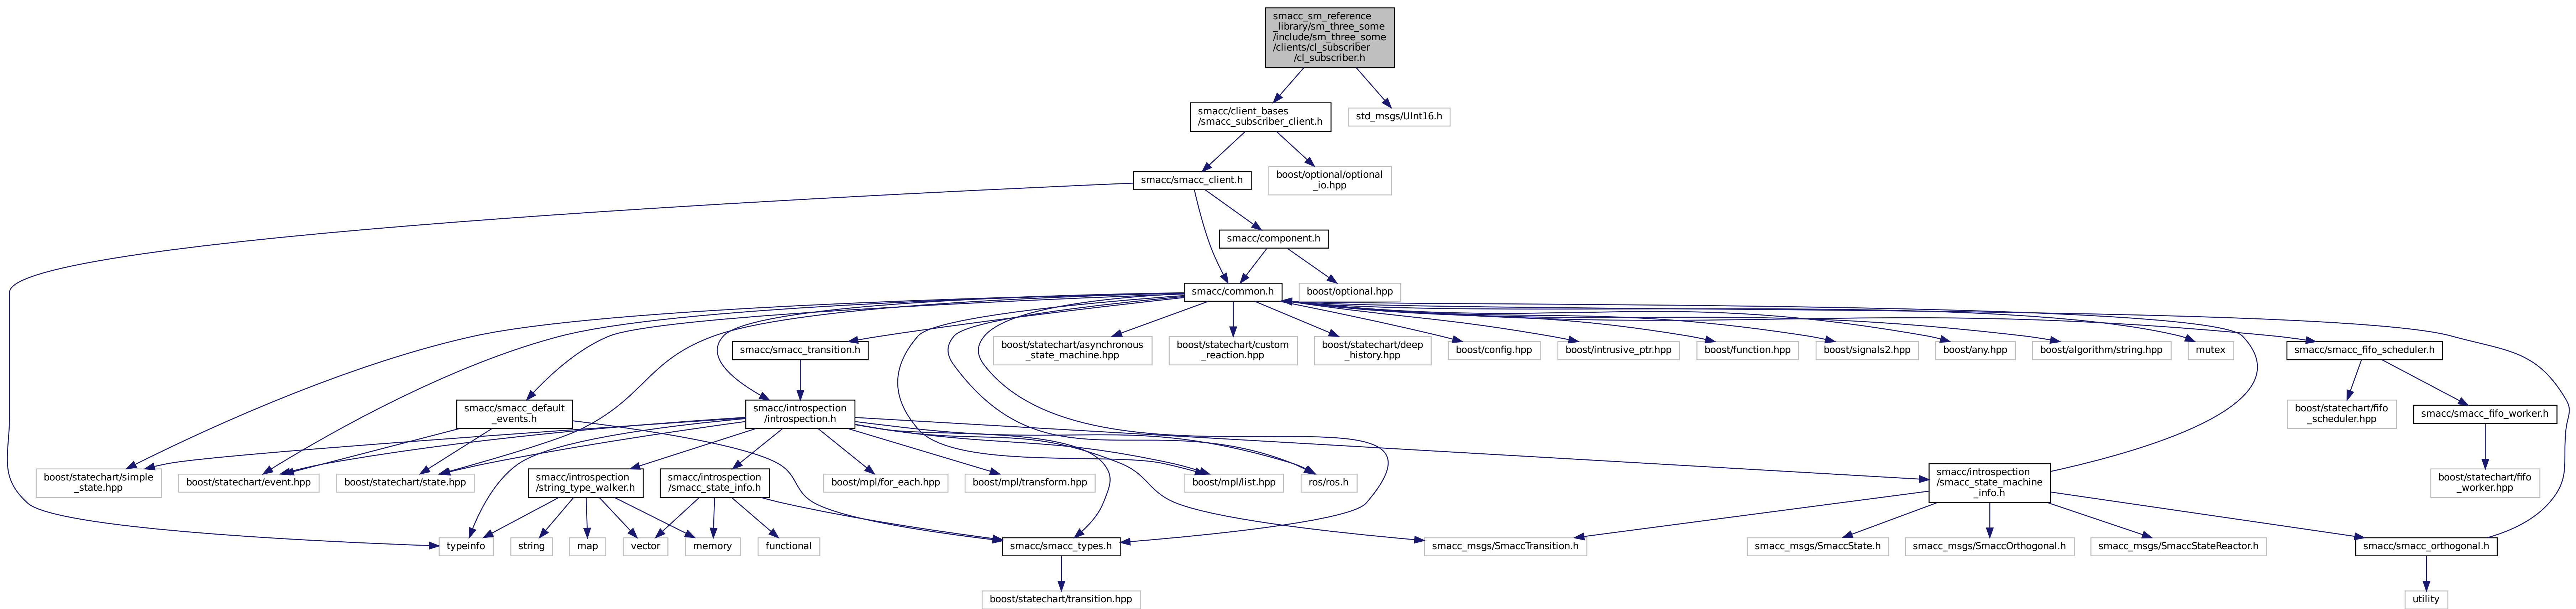 smacc_sm_reference
_library/sm_three_some
/include/sm_three_some
/clients/cl_subscriber
/cl_subscriber.h
smacc/client_bases
/smacc_subscriber_client.h
std_msgs/UInt16.h
smacc/smacc_client.h
boost/optional/optional
_io.hpp
smacc/component.h
smacc/common.h
boost/optional.hpp
smacc/smacc_transition.h
boost/statechart/asynchronous
_state_machine.hpp
boost/statechart/custom
_reaction.hpp
boost/statechart/deep
_history.hpp
boost/config.hpp
boost/intrusive_ptr.hpp
boost/function.hpp
boost/signals2.hpp
boost/any.hpp
boost/algorithm/string.hpp
mutex
smacc/smacc_fifo_scheduler.h
smacc/smacc_default
_events.h
smacc/introspection
/introspection.h
boost/statechart/fifo
_scheduler.hpp
smacc/smacc_fifo_worker.h
boost/statechart/simple
_state.hpp
boost/statechart/event.hpp
boost/statechart/state.hpp
smacc/introspection
/string_type_walker.h
smacc/introspection
/smacc_state_info.h
boost/mpl/for_each.hpp
boost/mpl/transform.hpp
boost/mpl/list.hpp
ros/ros.h
smacc/introspection
/smacc_state_machine
_info.h
boost/statechart/fifo
_worker.hpp
typeinfo
string
map
vector
memory
functional
smacc/smacc_types.h
smacc_msgs/SmaccTransition.h
smacc_msgs/SmaccState.h
smacc_msgs/SmaccOrthogonal.h
smacc_msgs/SmaccStateReactor.h
smacc/smacc_orthogonal.h
boost/statechart/transition.hpp
utility